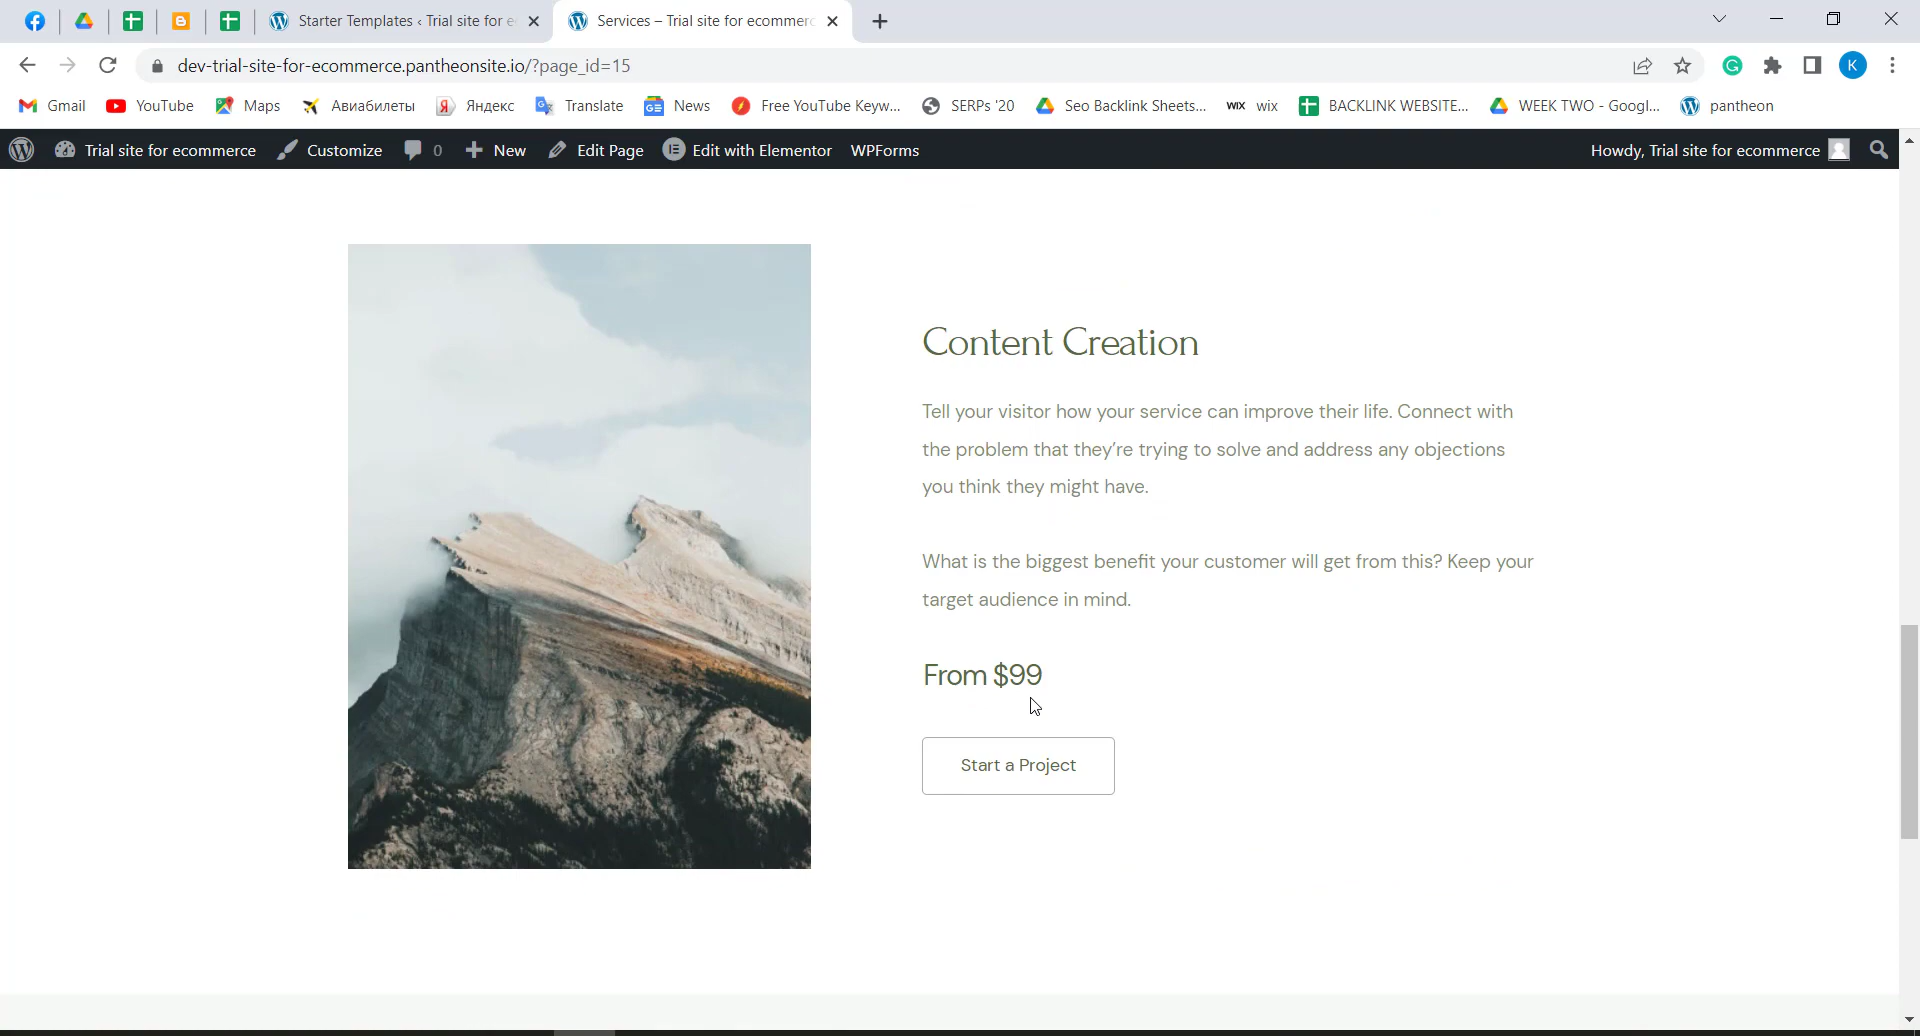 Starter Templates ‹ Trial site for e
Services – Trial site for ecommerc
dev-trial-site-for-ecommerce.pantheonsite.io/?page_id=15
K
Gmail
YouTube
Maps
Авиабилеты
Яндекс
Translate
News
Free YouTube Keyw...
SERPs '20
Seo Backlink Sheets...
wix
BACKLINK WEBSITE...
WEEK TWO - Googl...
pantheon
Trial site for ecommerce
Customize
0
New
Edit Page
Edit with Elementor
WPForms
Howdy, Trial site for ecommerce
Content Creation
Tell your visitor how your service can improve their life. Connect with
the problem that they're trying to solve and address any objections
you think they might have.
What is the biggest benefit your customer will get from this? Keep your
target audience in mind.
From $99
Start a Project